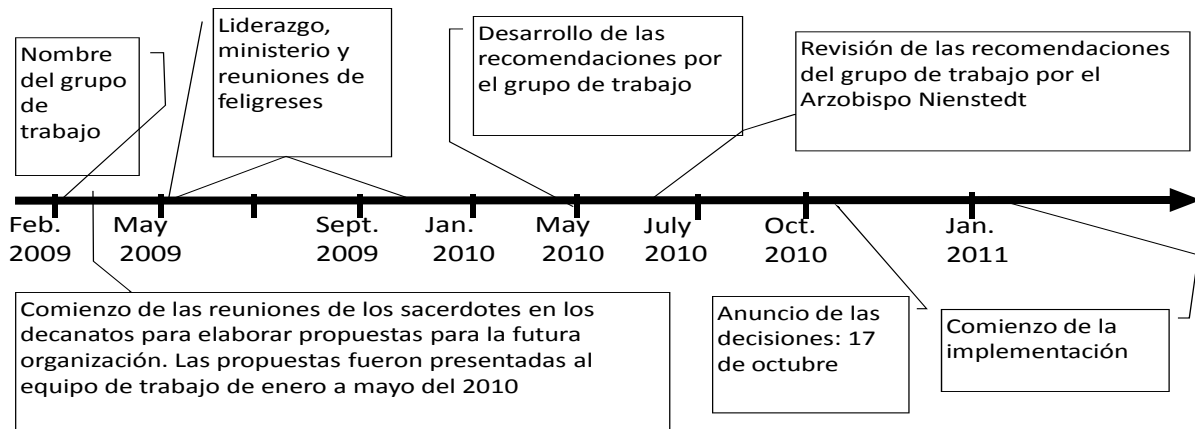 Nombre
del grupo
de
trabajo
Liderazgo,
ministerio y
reuniones de
feligreses
Desarrollo de las
recomendaciones por
el grupo de trabajo
Revisión de las recomendaciones
del grupo de trabajo por el
Arzobispo Nienstedt
Feb.
2009
May
2009
Sept.
2009
Jan.
2010
May
2010
July
2010
Oct.
2010
Jan.
2011
Comienzo de las reuniones de los sacerdotes en los
decanatos para elaborar propuestas para la futura
organización. Las propuestas fueron presentadas al
equipo de trabajo de enero a mayo del 2010
Anuncio de las
decisiones: 17
de octubre
Comienzo de la
implementación